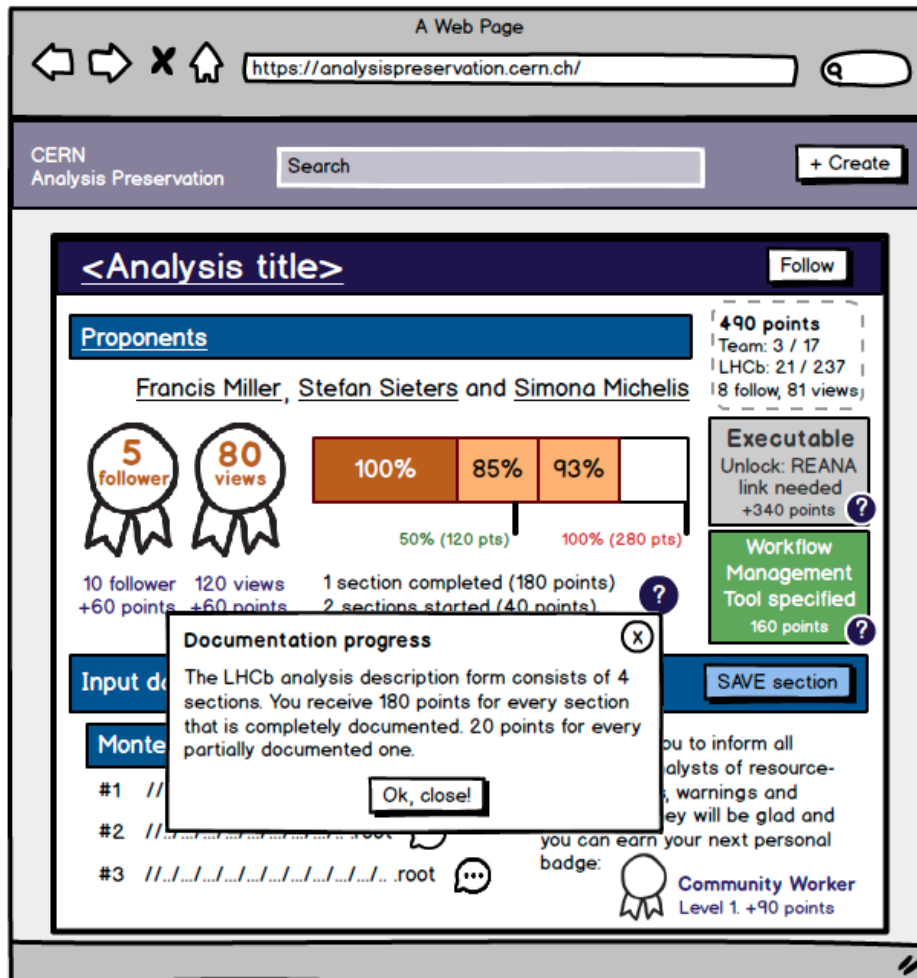 A Web Page
https://analysispreservation.cern.ch/
CERN
Analysis Preservation
Search
+ Create
<Analysis title>
Follow
Proponents
Francis Miller, Stefan Sieters and Simona Michelis
490 points
Team: 3 / 17
LHCb: 21 / 237
8 follow, 81 views
5
follower
80
views
100%
85%
93%
50% (120 pts)
100% (280 pts)
10 follower
+60 points
120 views
+60 points
1 section completed (180 points)
2 sections started (40 points)
?
Executable
Unlock: REANA
link needed
+340 points
?
Workflow
Management
Tool specified
160 points
?
Documentation progress
X
The LHCb analysis description form consists of 4
sections. You receive 180 points for every section
that is completely documented. 20 points for every
partially documented one.
Ok, close!
Input
SAVE section
Monte
#1 //
#2 //../.../.../.../.../.../.../.../.. .root
#3 //../.../.../.../.../.../.../.../.. .root
ou to inform all
alysts of resource-
, warnings and
ey will be glad and
you can earn your next personal
badge:
Community Worker
Level 1. +90 points